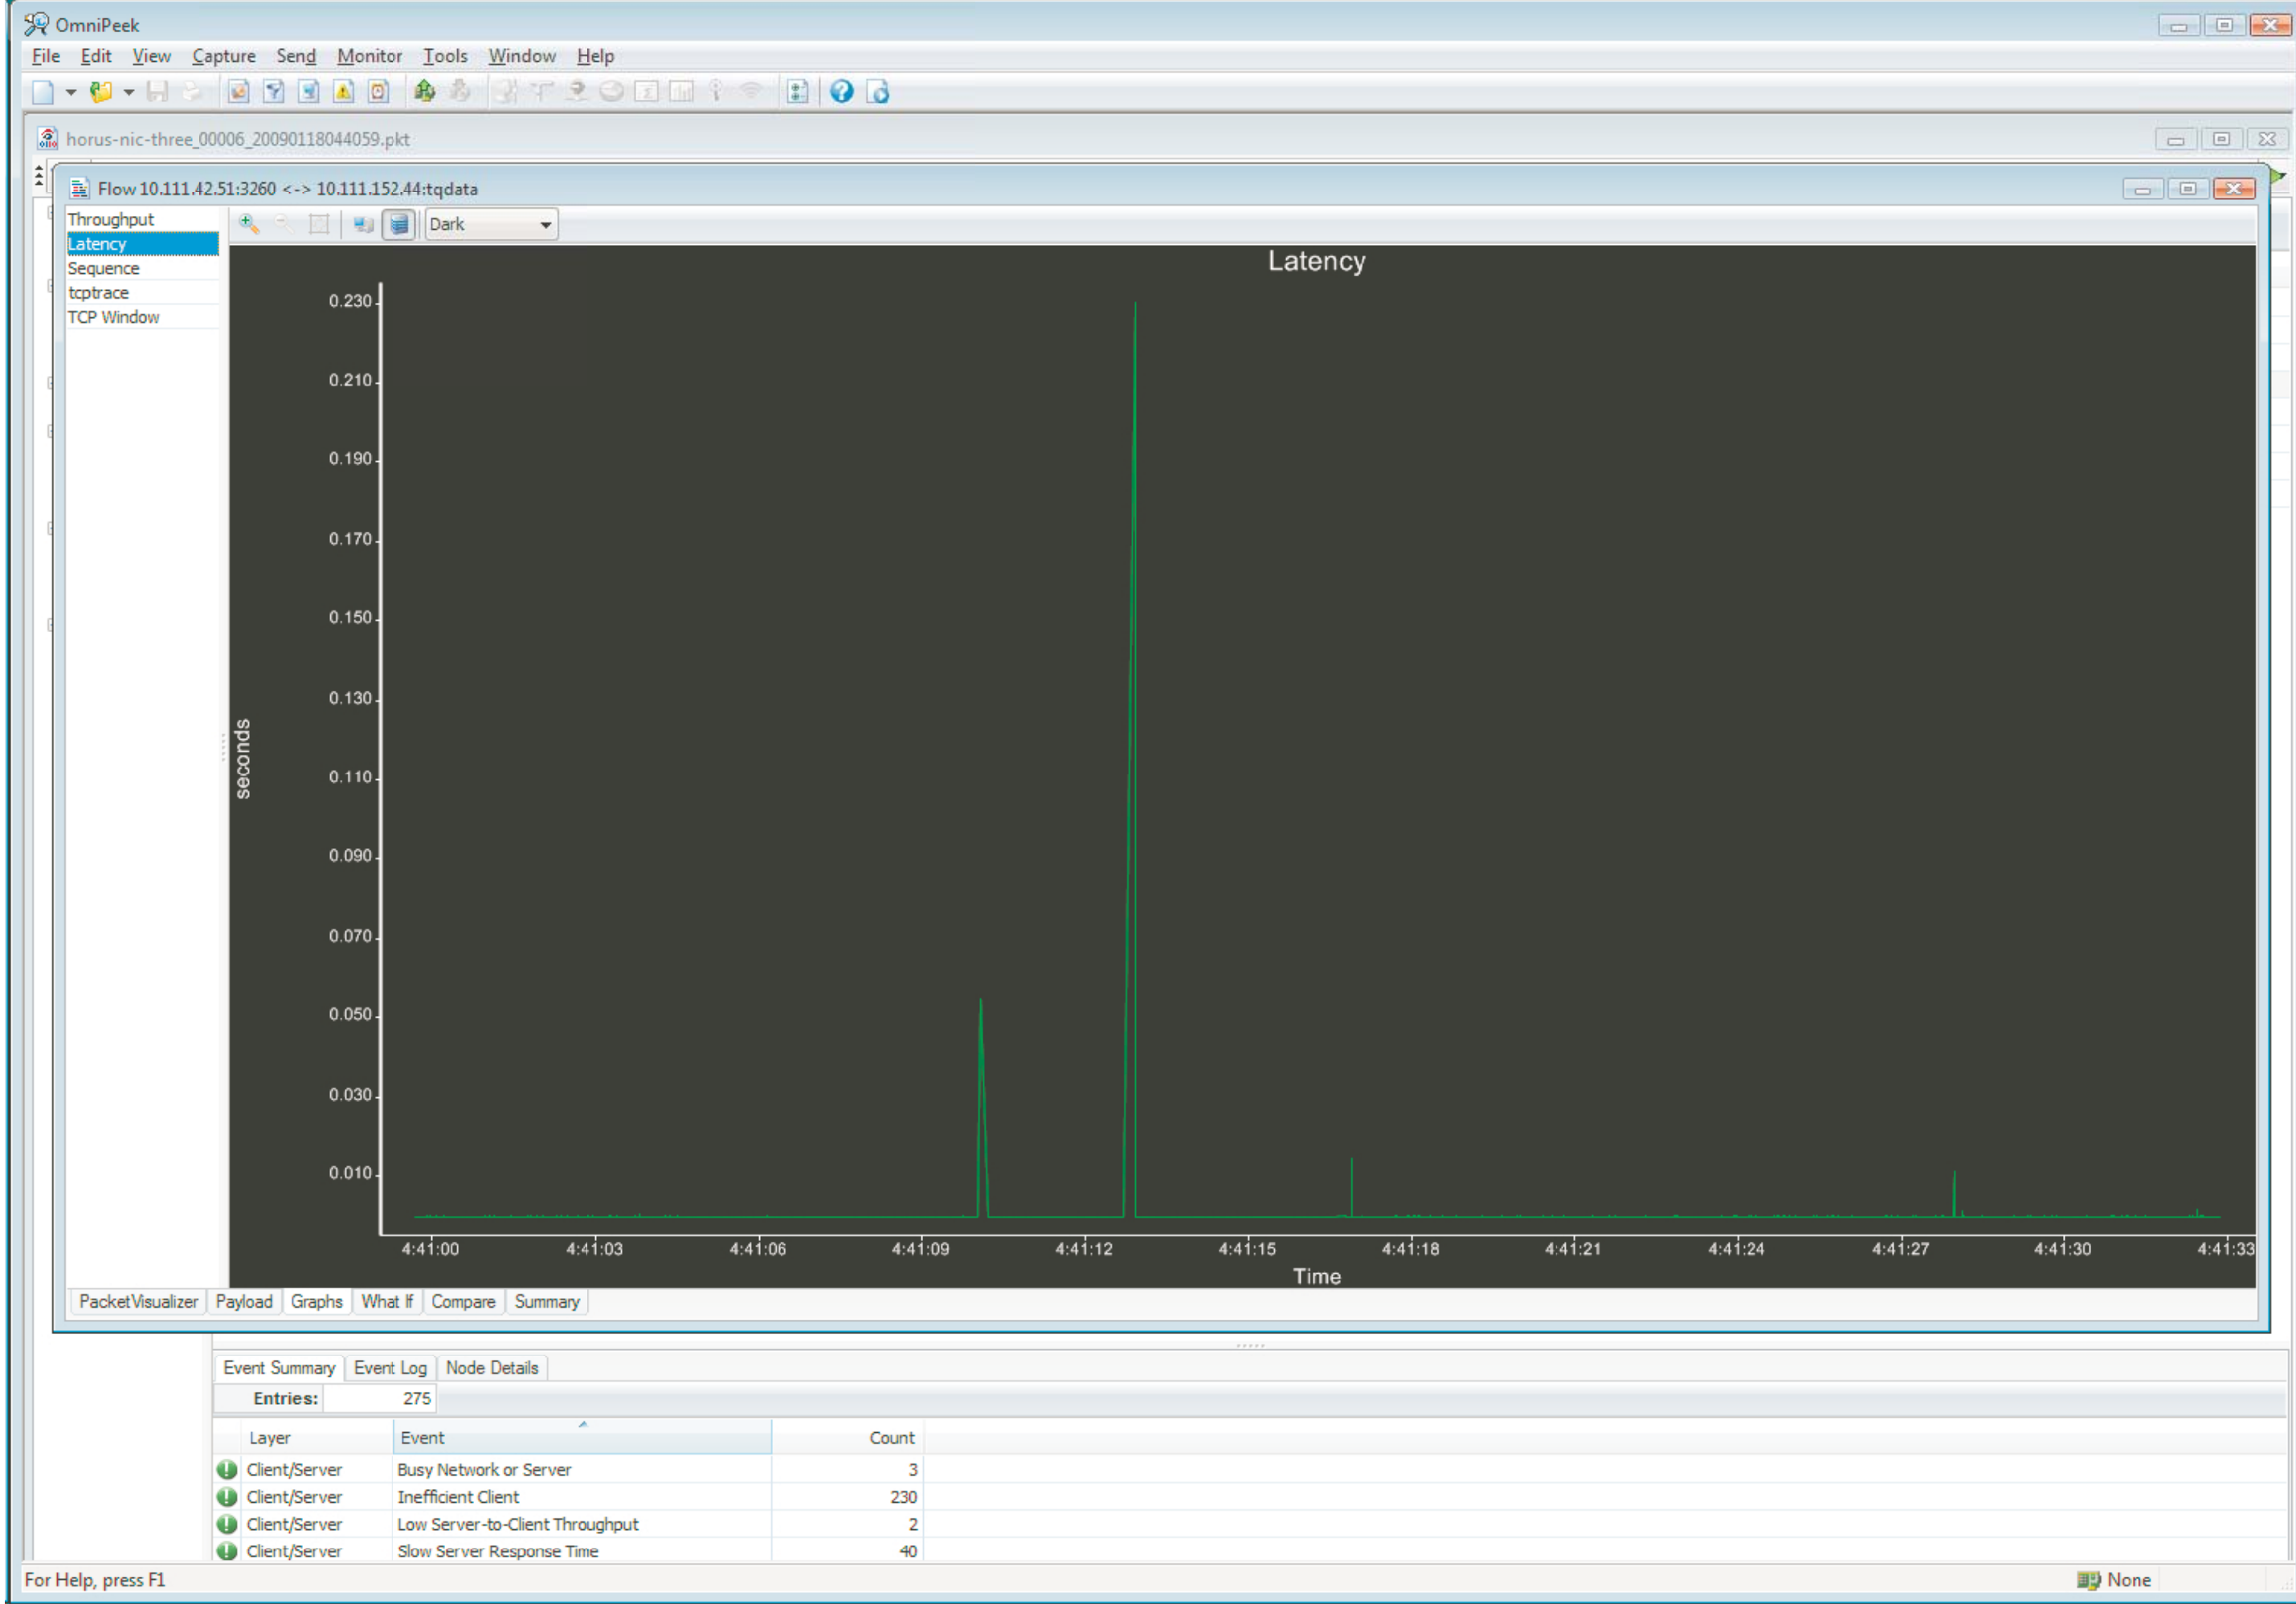 OmniPeek
File Edit View Capture Send Monitor Tools Window Help
horus-nic-three_00006_20090118044059.pkt
Flow 10.111.42.51:3260 <-> 10.111.152.44:tqdata
Throughput
Latency
Sequence
tcptrace
TCP Window
Dark
Latency
0.230
0.210
0.190
0.170
0.150
0.130
0.110
0.090
0.070
0.050
0.030
0.010
seconds
4:41:00 4:41:03 4:41:06 4:41:09 4:41:12 4:41:15 4:41:18 4:41:21 4:41:24 4:41:27 4:41:30 4:41:33
Time
PacketVisualizer Payload Graphs What If Compare Summary
Event Summary Event Log Node Details
Entries: 275
Layer Event Count
Client/Server Busy Network or Server 3
Client/Server Inefficient Client 230
Client/Server Low Server-to-Client Throughput 2
Client/Server Slow Server Response Time 40
For Help, press F1 None